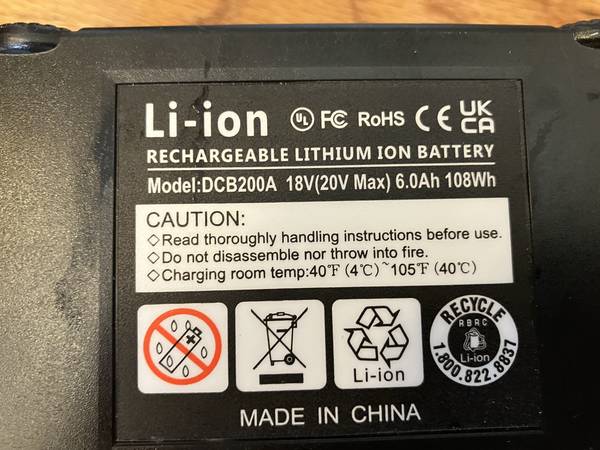 Li-ion UL FC RoHS CE UK CA
RECHARGEABLE LITHIUM ION BATTERY
Model:DCB200A 18V(20V Max) 6.0Ah 108Wh
CAUTION:
◇Read thoroughly handling instructions before use.
◇Do not disassemble nor throw into fire.
◇Charging room temp:40℉ (4℃) ~105℉ (40℃)
Li-ion
RECYCLE
RBRC
Li-ion
1.800.822.8837
MADE IN CHINA